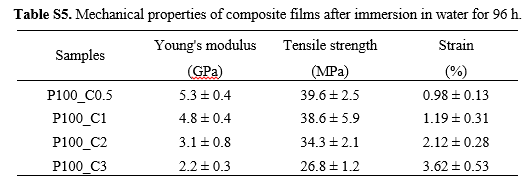 Table S5. Mechanical properties of composite films after immersion in water for 96 h.
Samples Young's modulus (GPa) Tensile strength (MPa) Strain (%)
P100_C0.5 5.3 ± 0.4 39.6 ± 2.5 0.98 ± 0.13
P100_C1 4.8 ± 0.4 38.6 ± 5.9 1.19 ± 0.31
P100_C2 3.1 ± 0.8 34.3 ± 2.1 2.12 ± 0.28
P100_C3 2.2 ± 0.3 26.8 ± 1.2 3.62 ± 0.53